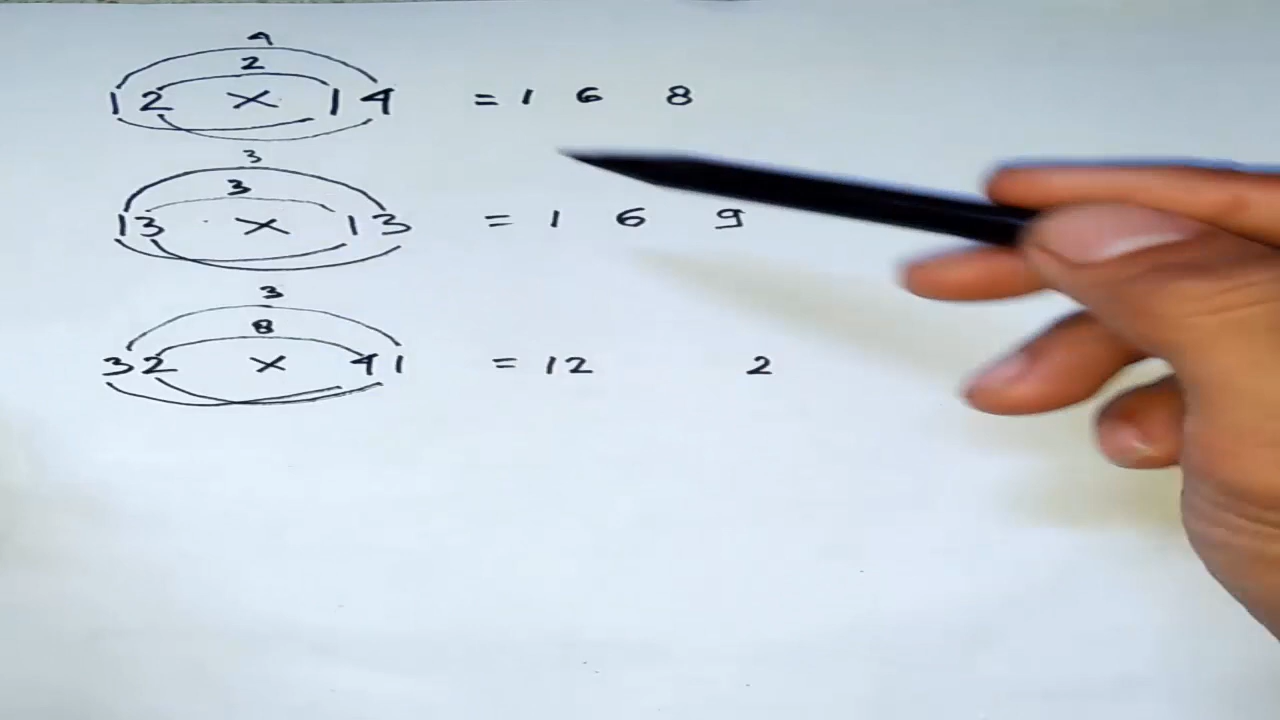 4
2
12 × 14 = 1 6 8
3
3
13 × 13 = 1 6 9
3
8
32 × 41 = 12 2